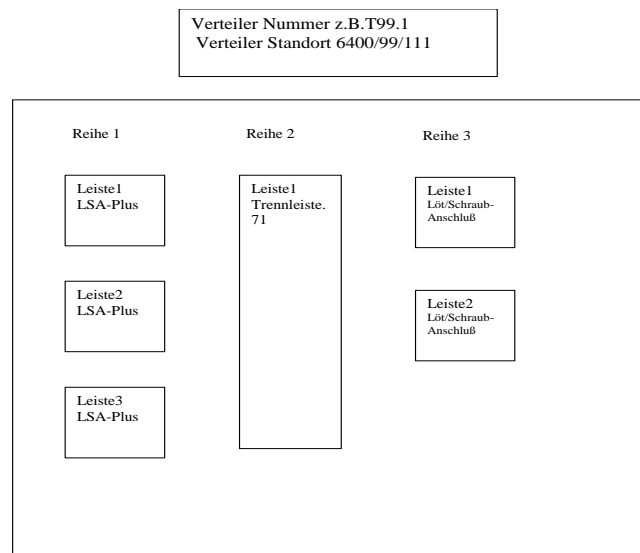 Verteiler Nummer z.B.T99.1
Verteiler Standort 6400/99/111
Reihe 1
Reihe 2
Reihe 3
Leiste1
LSA-Plus
Leiste2
LSA-Plus
Leiste3
LSA-Plus
Leiste1
Trennleiste.
71
Leiste1
Löt/Schraub-
Anschluß
Leiste2
Löt/Schraub-
Anschluß